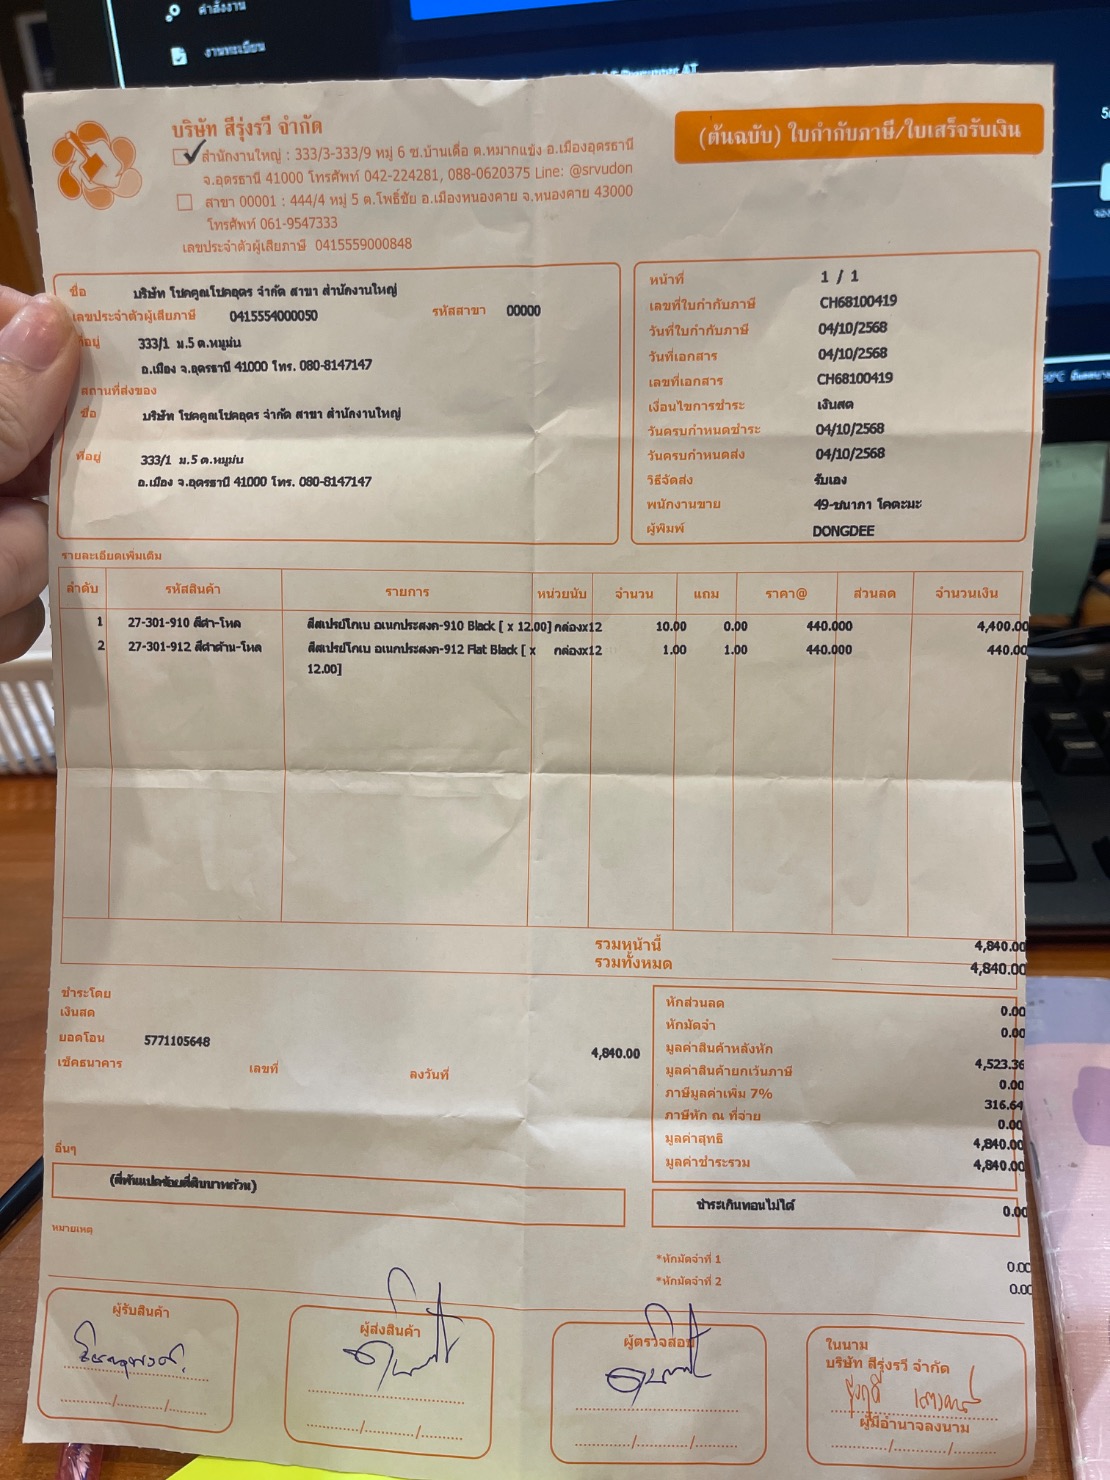 คำสั่งงาน
งานทะเบียน
บริษัท สีรุ่งรวี จำกัด
(ต้นฉบับ) ใบกำกับภาษี/ใบเสร็จรับเงิน
สำนักงานใหญ่ : 333/3-333/9 หมู่ 6 ซ.บ้านเดื่อ ต.หมากแข้ง อ.เมืองอุดรธานี
จ.อุดรธานี 41000 โทรศัพท์ 042-224281, 088-0620375 Line: @srvudon
สาขา 00001 : 444/4 หมู่ 5 ต.โพธิ์ชัย อ.เมืองหนองคาย จ.หนองคาย 43000
โทรศัพท์ 061-9547333
เลขประจำตัวผู้เสียภาษี 0415559000848
ชื่อ บริษัท โชคคูณโชคอุดร จำกัด สาขา สำนักงานใหญ่
เลขประจำตัวผู้เสียภาษี 0415554000050 รหัสสาขา 00000
ที่อยู่ 333/1 ม.5 ต.หมูม่น
อ.เมือง จ.อุดรธานี 41000 โทร. 080-8147147
สถานที่ส่งของ
ชื่อ บริษัท โชคคูณโชคอุดร จำกัด สาขา สำนักงานใหญ่
ที่อยู่ 333/1 ม.5 ต.หมูม่น
อ.เมือง จ.อุดรธานี 41000 โทร. 080-8147147
หน้าที่ 1 / 1
เลขที่ใบกำกับภาษี CH68100419
วันที่ใบกำกับภาษี 04/10/2568
วันที่เอกสาร 04/10/2568
เลขที่เอกสาร CH68100419
เงื่อนไขการชำระ เงินสด
วันครบกำหนดชำระ 04/10/2568
วันครบกำหนดส่ง 04/10/2568
วิธีจัดส่ง รับเอง
พนักงานขาย 49-ชนาภา โคตะมะ
ผู้พิมพ์ DONGDEE
รายละเอียดเพิ่มเติม
ลำดับ รหัสสินค้า รายการ หน่วยนับ จำนวน แถม ราคา@ ส่วนลด จำนวนเงิน
1 27-301-910 สีดำ-โหด สีสเปรย์โกเบ อเนกประสงค-910 Black [ x 12.00] กล่องx12 10.00 0.00 440.000 4,400.00
2 27-301-912 สีดำด้าน-โหด สีสเปรย์โกเบ อเนกประสงค-912 Flat Black [ x กล่องx12 1.00 1.00 440.000 440.00
12.00]
รวมหน้านี้ 4,840.00
รวมทั้งหมด 4,840.00
ชำระโดย
เงินสด
ยอดโอน 5771105648 4,840.00
เช็คธนาคาร เลขที่ ลงวันที่
หักส่วนลด 0.00
หักมัดจำ 0.00
มูลค่าสินค้าหลังหัก 4,523.36
มูลค่าสินค้ายกเว้นภาษี 0.00
ภาษีมูลค่าเพิ่ม 7% 316.64
ภาษีหัก ณ ที่จ่าย 0.00
มูลค่าสุทธิ 4,840.00
มูลค่าชำระรวม 4,840.00
อื่นๆ
(สี่พันแปดร้อยสี่สิบบาทถ้วน)
ชำระเกินทอนไม่ได้ 0.00
หมายเหตุ
*หักมัดจำที่ 1 0.00
*หักมัดจำที่ 2 0.00
ผู้รับสินค้า
ผู้ส่งสินค้า
ผู้ตรวจสอบ
ในนาม
บริษัท สีรุ่งรวี จำกัด
ผู้มีอำนาจลงนาม